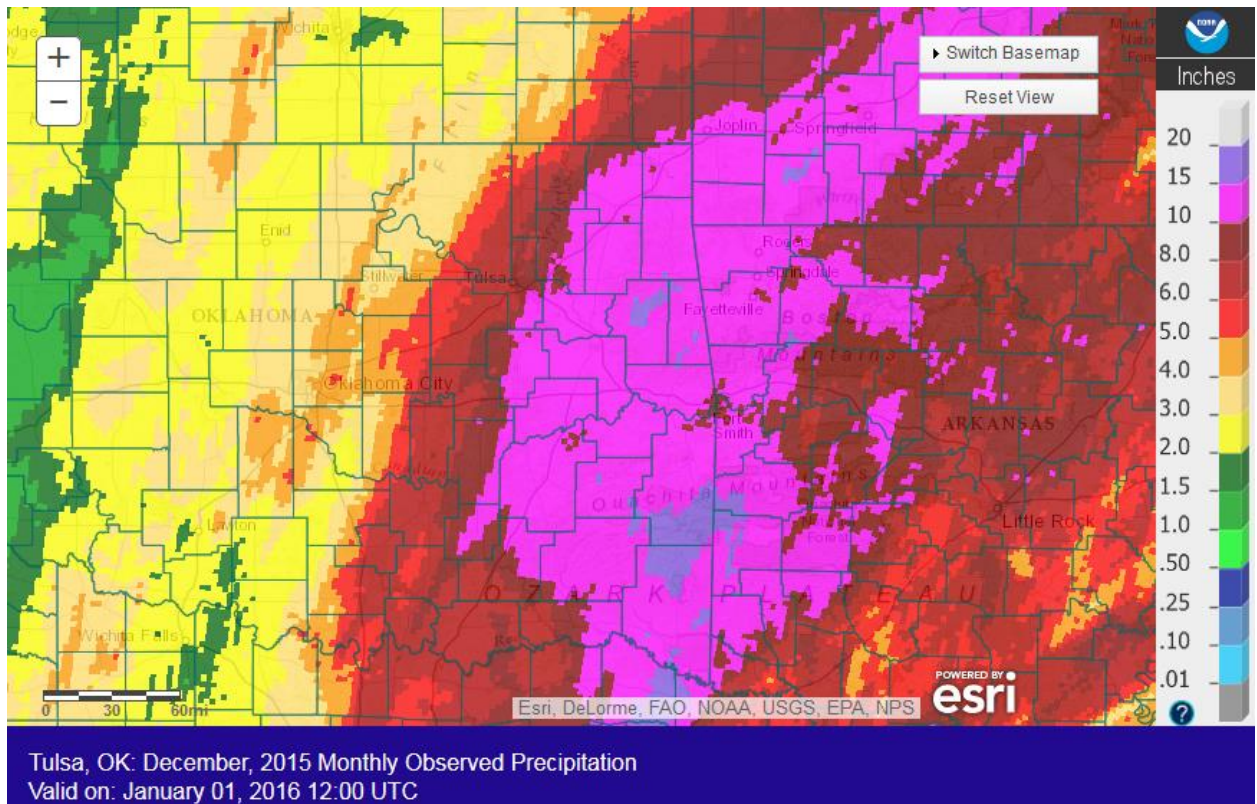 +
−
Switch Basemap
Reset View
NOAA
Inches
20
15
10
8.0
6.0
5.0
4.0
3.0
2.0
1.5
1.0
.50
.25
.10
.01
?
Wichita
Joplin
Springfield
Enid
Stillwater
Tulsa
Rogers
Springdale
Fayetteville
OKLAHOMA
Boston
Mountains
Oklahoma City
Fort
Smith
ARKANSAS
Ouachita Mountains
Lawton
Little Rock
Forest
OZARK PLATEAU
Wichita Falls
0 30 60mi
Esri, DeLorme, FAO, NOAA, USGS, EPA, NPS
POWERED BY
esri
Tulsa, OK: December, 2015 Monthly Observed Precipitation
Valid on: January 01, 2016 12:00 UTC